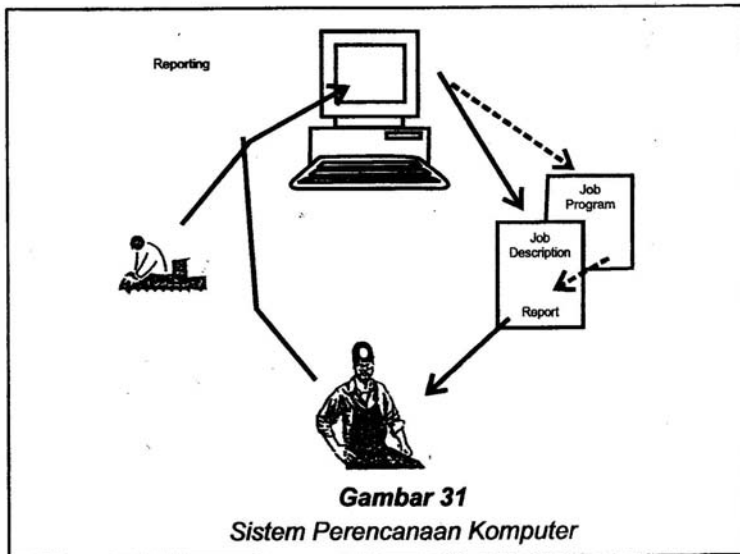 Reporting
Job
Program
Job
Description
Report
Gambar 31
Sistem Perencanaan Komputer